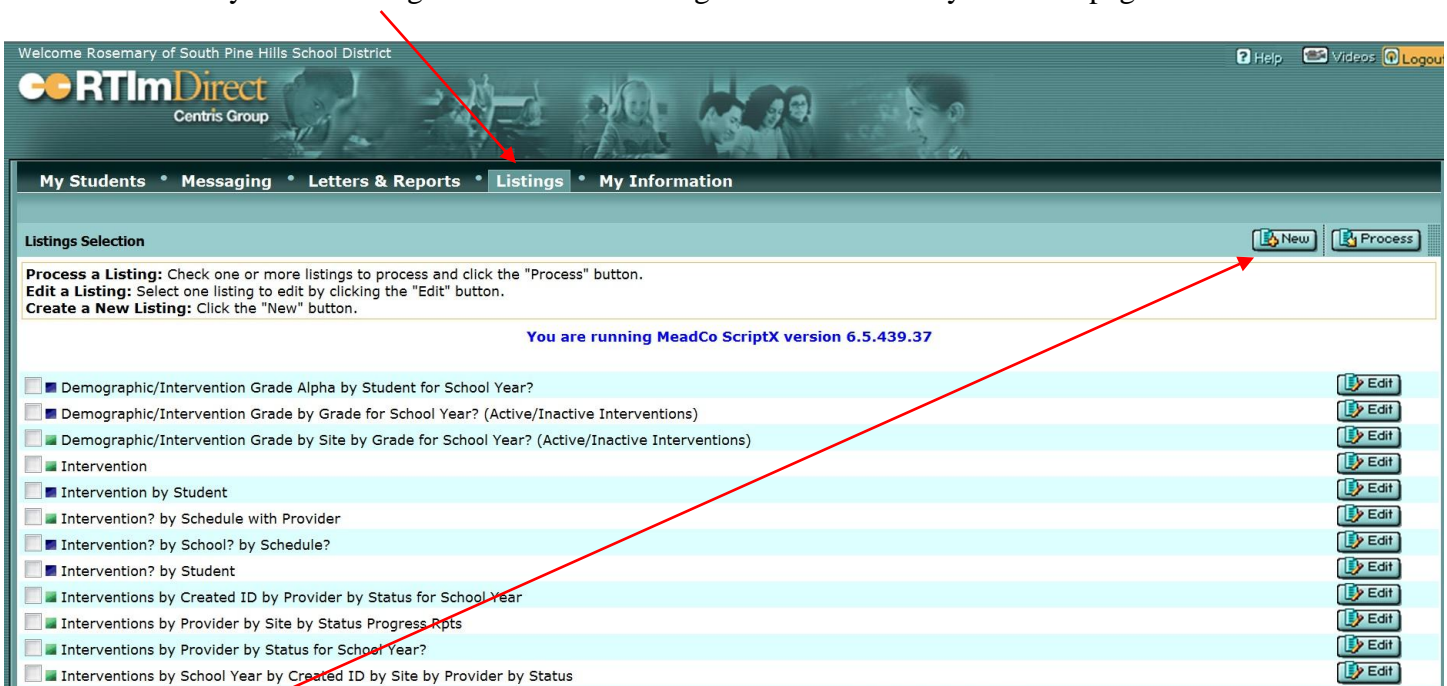 Welcome Rosemary of South Pine Hills School District
? Help Videos Logout
RTImDirect
Centris Group
My Students • Messaging • Letters & Reports • Listings • My Information
Listings Selection
New Process
Process a Listing: Check one or more listings to process and click the "Process" button.
Edit a Listing: Select one listing to edit by clicking the "Edit" button.
Create a New Listing: Click the "New" button.
You are running MeadCo ScriptX version 6.5.439.37
Demographic/Intervention Grade Alpha by Student for School Year? Edit
Demographic/Intervention Grade by Grade for School Year? (Active/Inactive Interventions) Edit
Demographic/Intervention Grade by Site by Grade for School Year? (Active/Inactive Interventions) Edit
Intervention Edit
Intervention by Student Edit
Intervention? by Schedule with Provider Edit
Intervention? by School? by Schedule? Edit
Intervention? by Student Edit
Interventions by Created ID by Provider by Status for School Year Edit
Interventions by Provider by Site by Status Progress Rpts Edit
Interventions by Provider by Status for School Year? Edit
Interventions by School Year by Created ID by Site by Provider by Status Edit